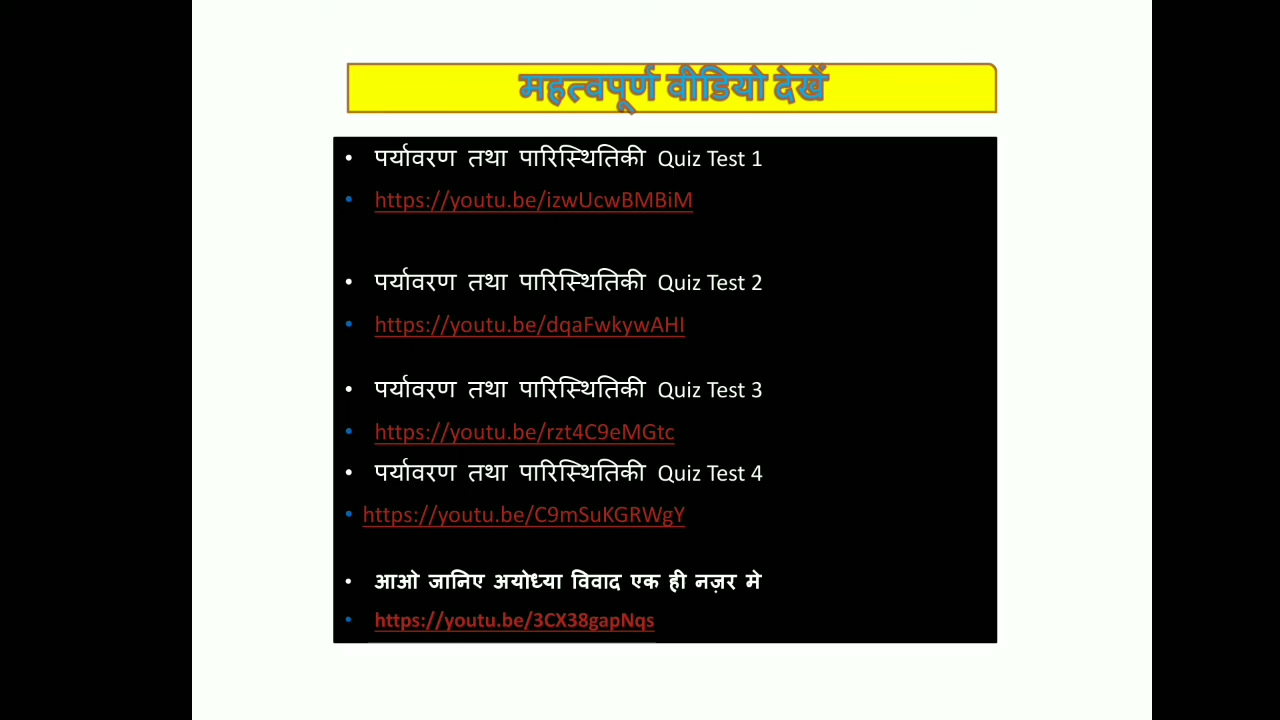 महत्वपूर्ण वीडियो देखें
• पर्यावरण तथा पारिस्थितिकी Quiz Test 1
• https://youtu.be/izwUcwBMBiM
• पर्यावरण तथा पारिस्थितिकी Quiz Test 2
• https://youtu.be/dqaFwkywAHI
• पर्यावरण तथा पारिस्थितिकी Quiz Test 3
• https://youtu.be/rzt4C9eMGtc
• पर्यावरण तथा पारिस्थितिकी Quiz Test 4
• https://youtu.be/C9mSuKGRWgY
• आओ जानिए अयोध्या विवाद एक ही नज़र मे
• https://youtu.be/3CX38gapNqs